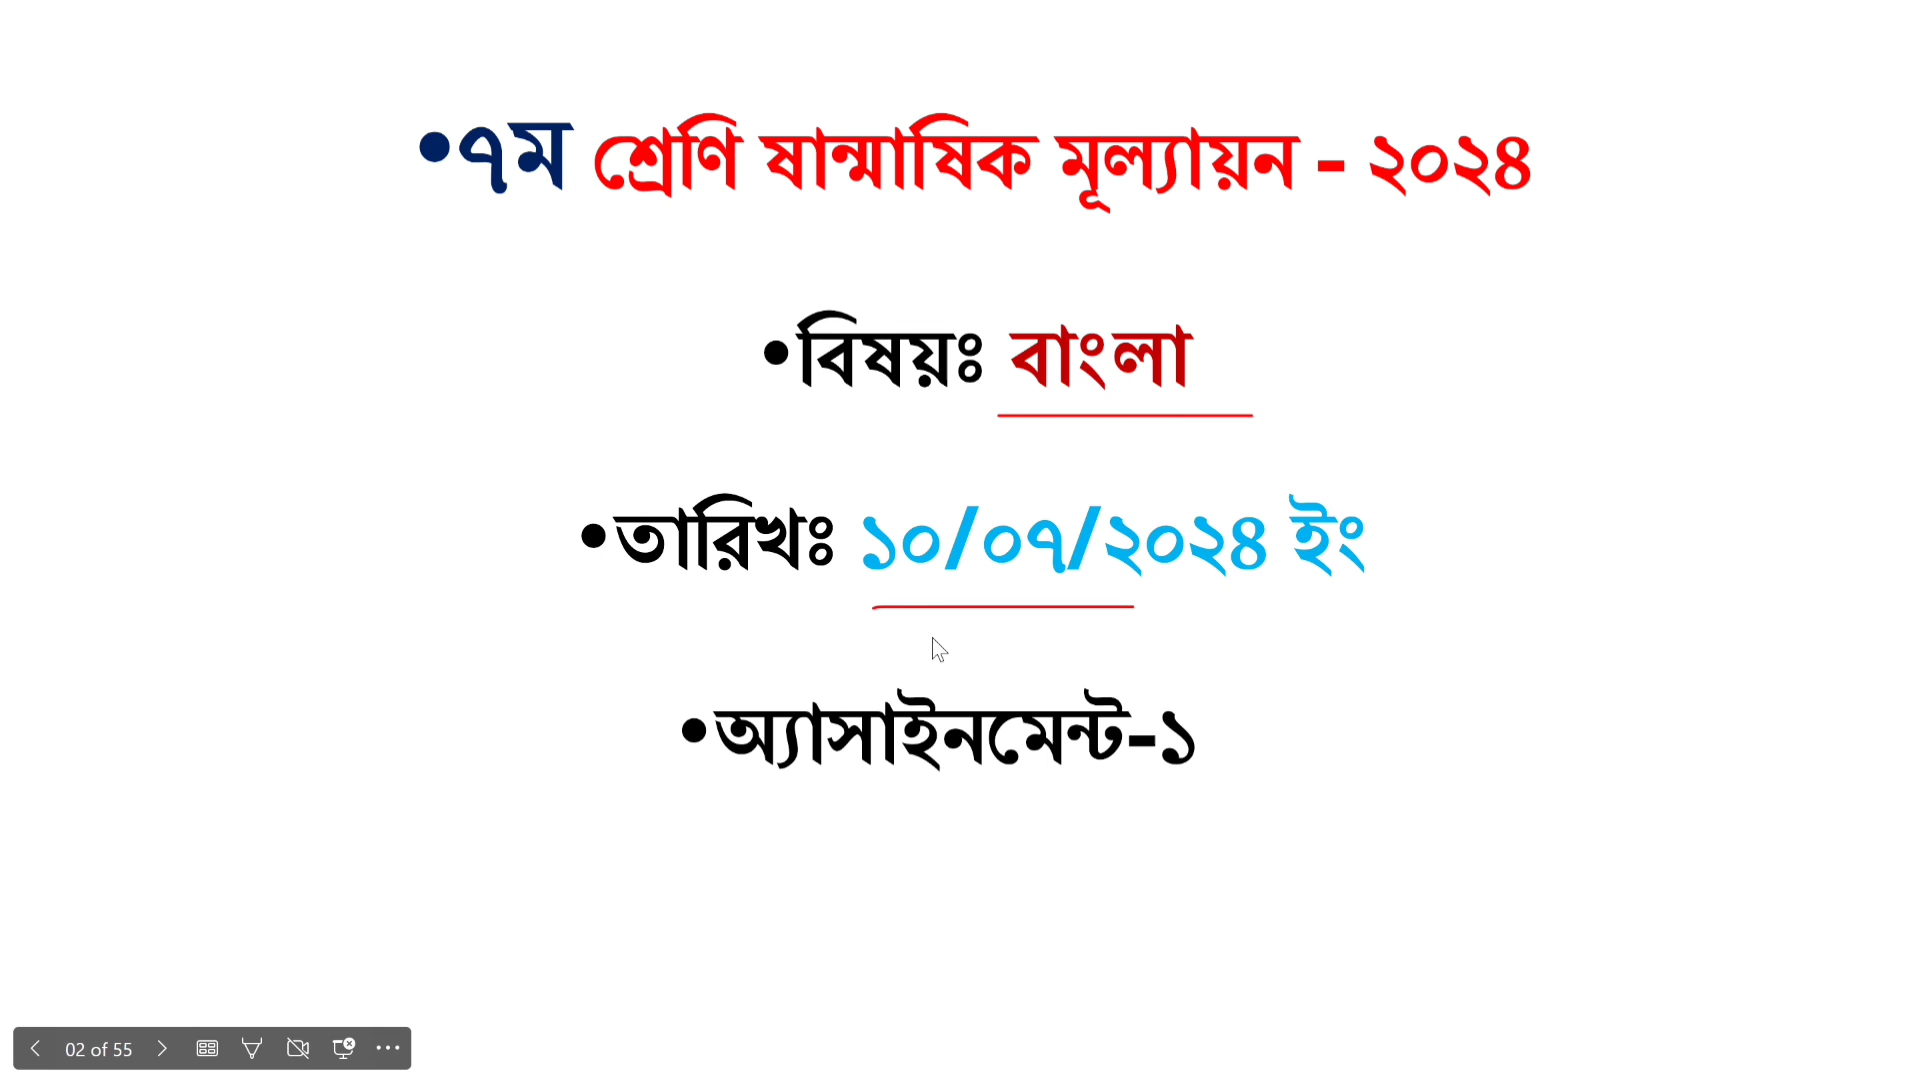 •৭ম শ্রেণি ষান্মাষিক মূল্যায়ন - ২০২৪
•বিষয়ঃ বাংলা
•তারিখঃ ১০/০৭/২০২৪ ইং
•অ্যাসাইনমেন্ট-১
02 of 55